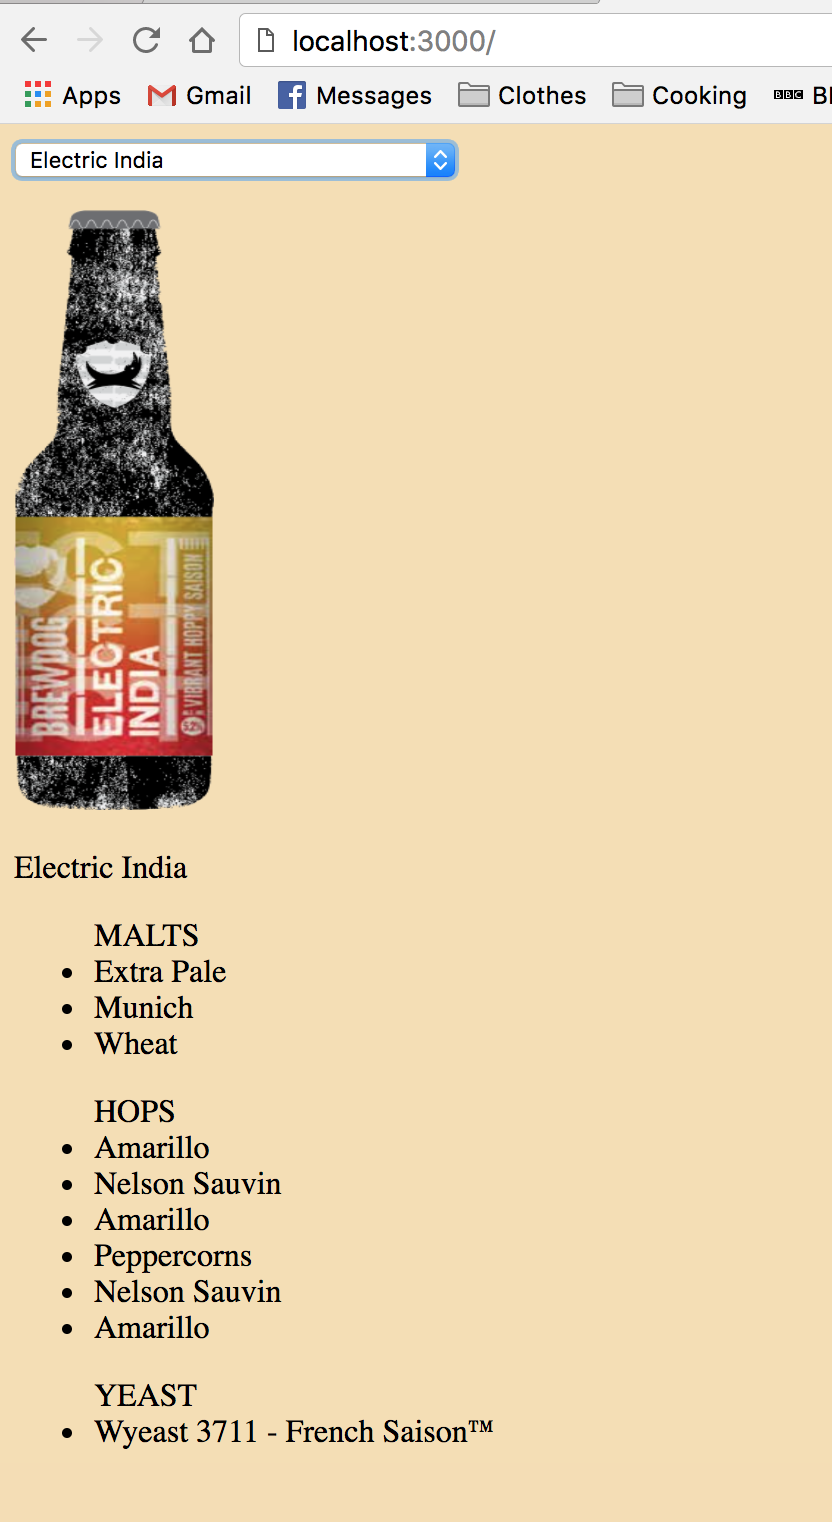 localhost:3000/
Apps Gmail Messages Clothes Cooking BBC
Electric India
BREWDOG
ELECTRIC
INDIA
VIBRANT HOPPY SAISON
Electric India
MALTS
Extra Pale
Munich
Wheat
HOPS
Amarillo
Nelson Sauvin
Amarillo
Peppercorns
Nelson Sauvin
Amarillo
YEAST
Wyeast 3711 - French Saison™